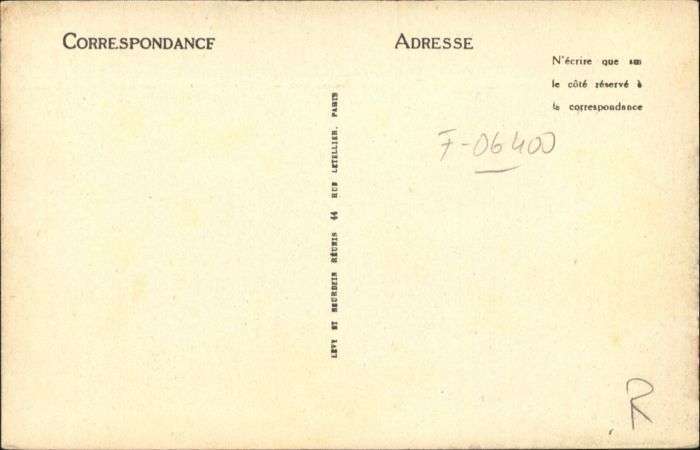 CORRESPONDANCE
ADRESSE
N'écrire que sur
le côté réservé à
la correspondance
F-06400
LEVY ET NEURDEIN RÉUNIS 44 RUE LETELLIER. PARIS
R